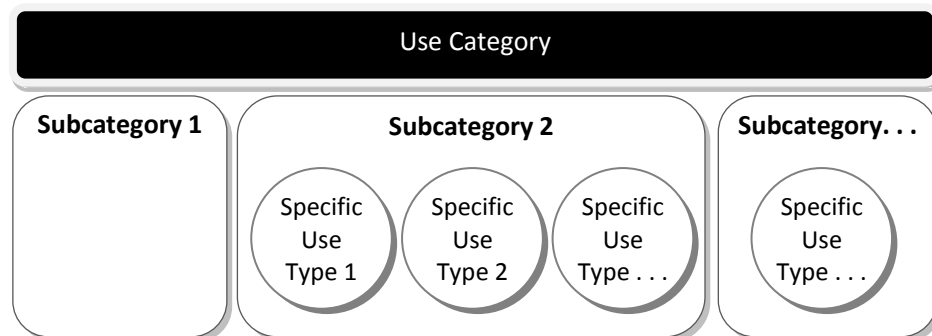 Use Category
Subcategory 1
Subcategory 2
Subcategory. . .
Specific
Use
Type 1
Specific
Use
Type 2
Specific
Use
Type . . .
Specific
Use
Type . . .